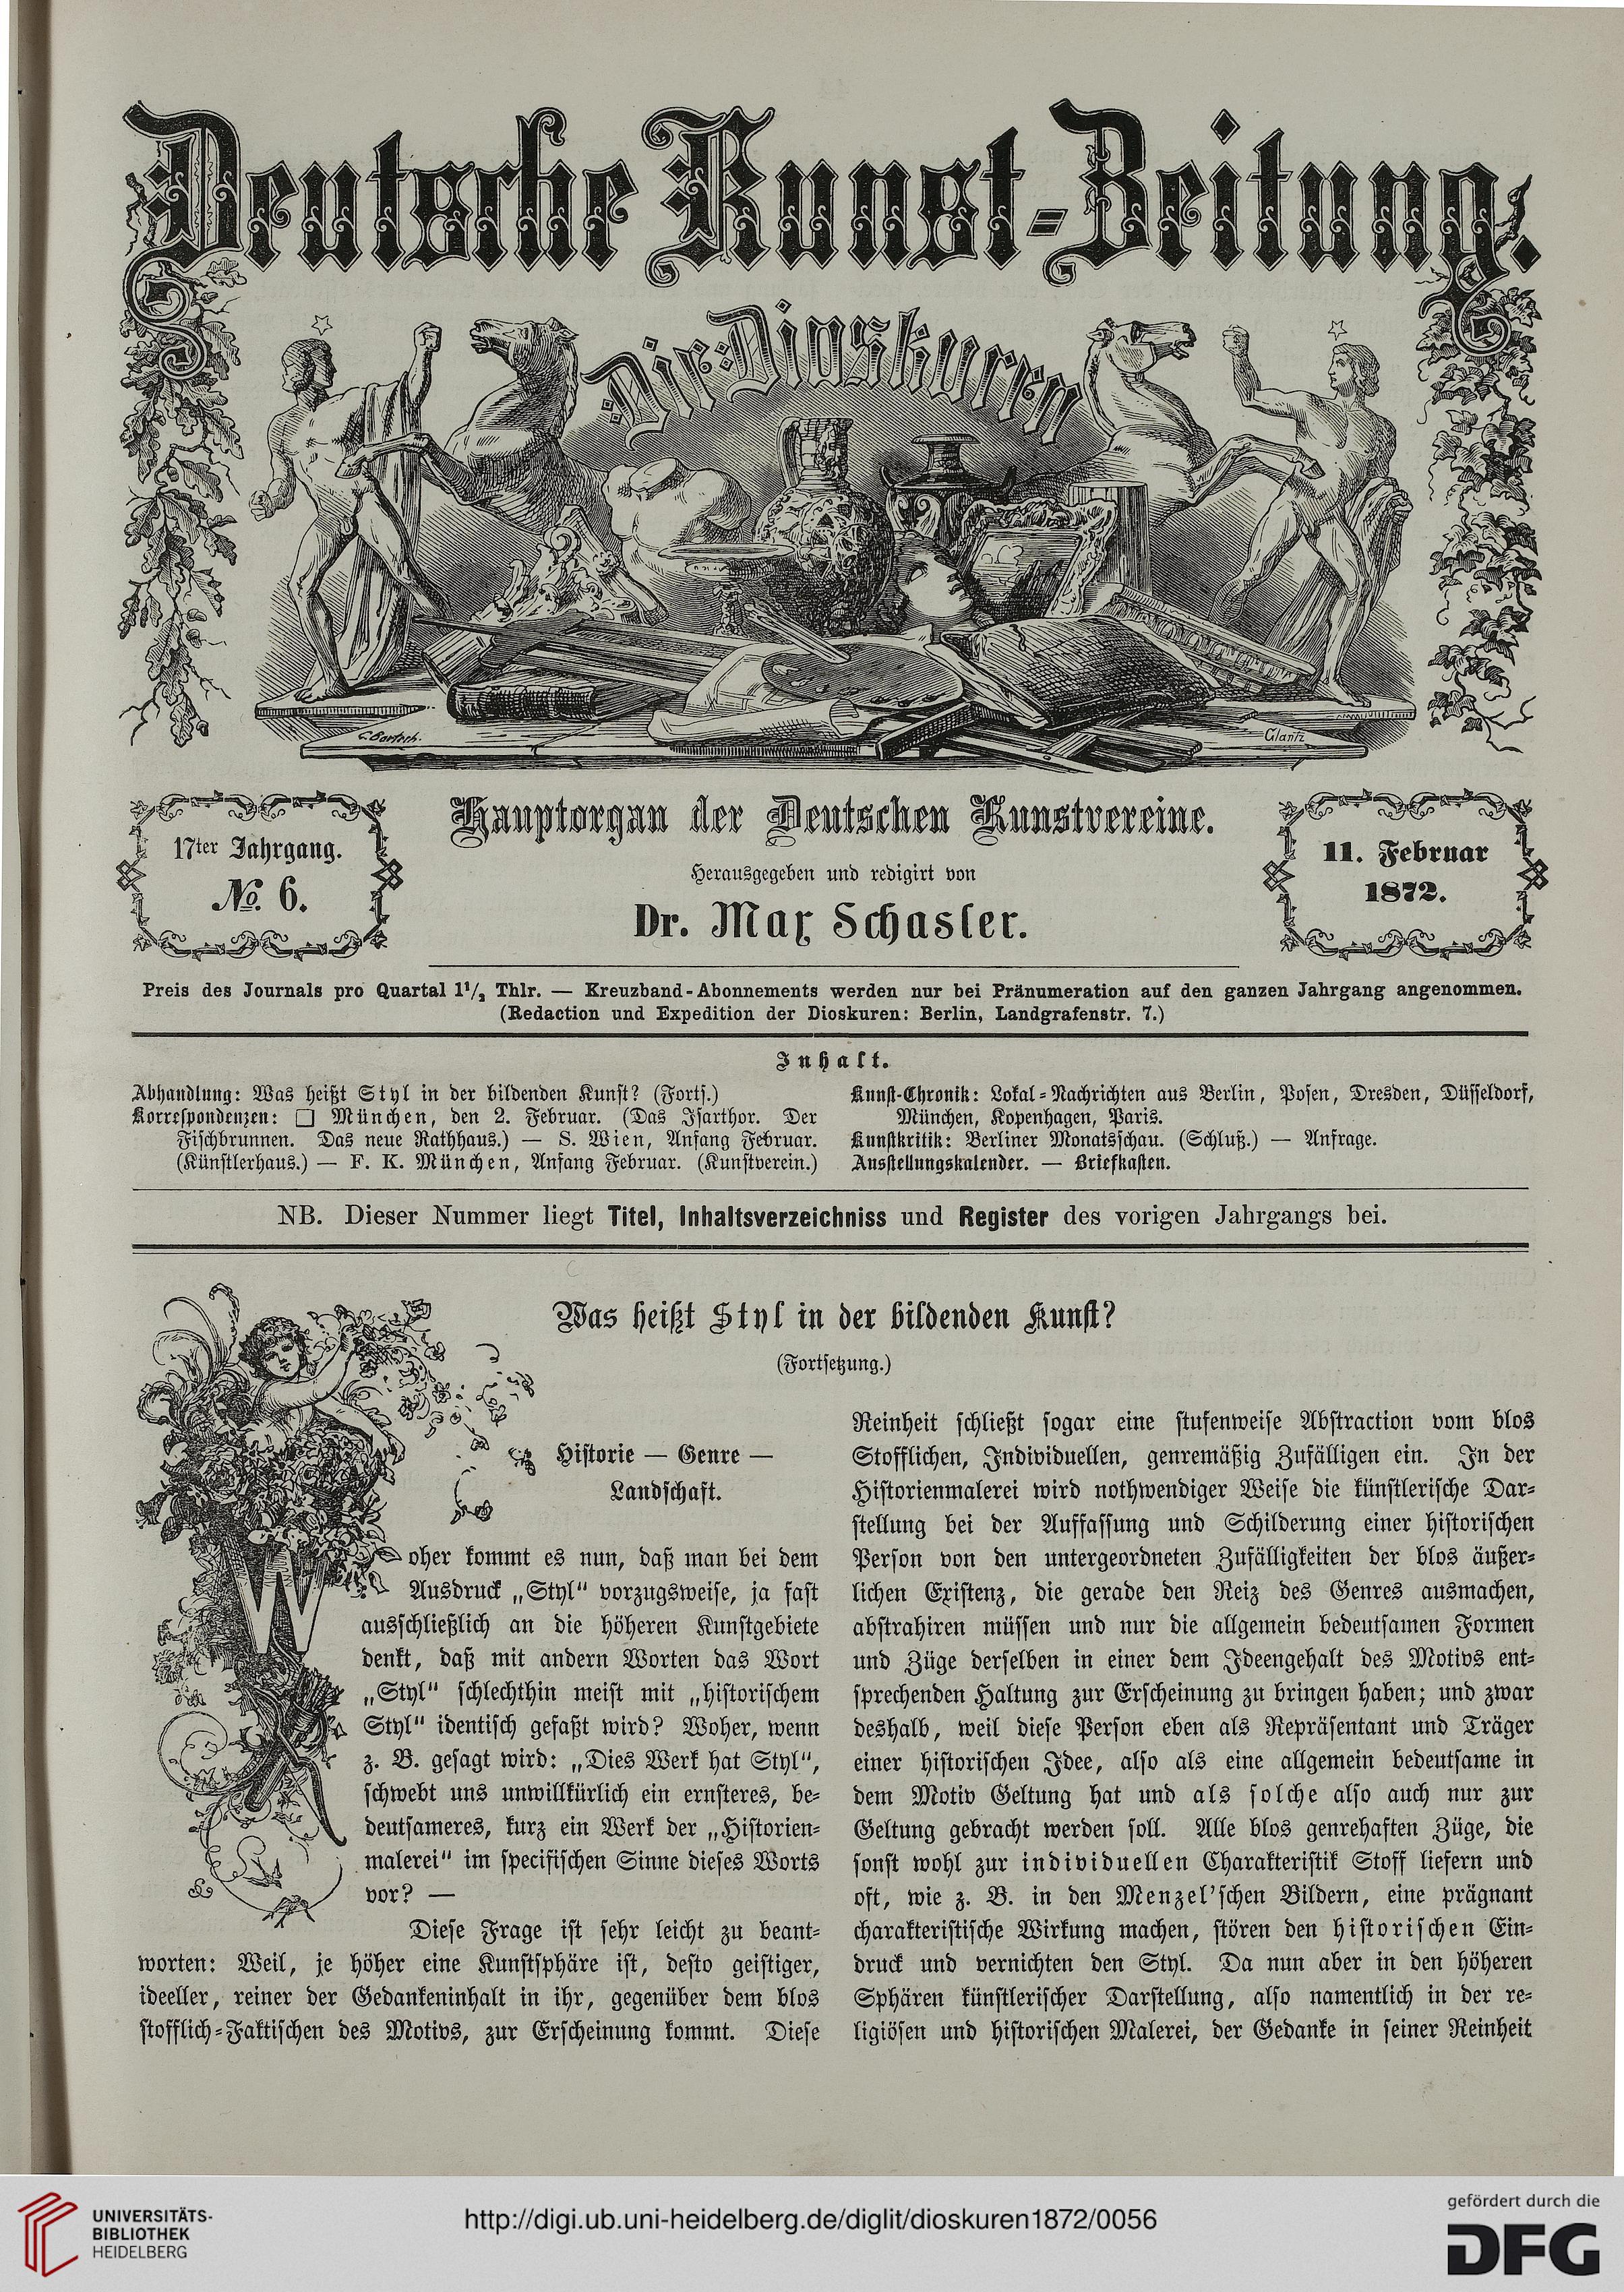 Deutsche Kunst-Zeitung.
Die Dioskuren
C. Bartsch.
Glantz
17ter Jahrgang.
No. 6.
Hauptorgan der Deutschen Kunstvereine.
Herausgegeben und redigirt von
Dr. Max Schasler.
11. Februar
1872.
Preis des Journals pro Quartal 1½ Thlr. — Kreuzband-Abonnements werden nur bei Pränumeration auf den ganzen Jahrgang angenommen.
(Redaction und Expedition der Dioskuren: Berlin, Landgrafenstr. 7.)
Inhalt.
Abhandlung: Was heißt Styl in der bildenden Kunst? (Forts.)
Korrespondenzen: □ München, den 2. Februar. (Das Isarthor. Der
Fischbrunnen. Das neue Rathhaus.) — S. Wien, Anfang Februar.
(Künstlerhaus.) — F. K. München, Anfang Februar. (Kunstverein.)
Kunst-Chronik: Lokal-Nachrichten aus Berlin, Posen, Dresden, Düsseldorf,
München, Kopenhagen, Paris.
Kunstkritik: Berliner Monatsschau. (Schluß.) — Anfrage.
Ausstellungskalender. — Briefkasten.
NB. Dieser Nummer liegt Titel, Inhaltsverzeichniss und Register des vorigen Jahrgangs bei.
Was heißt Styl in der bildenden Kunst?
(Fortsetzung.)
Historie — Genre —
Landschaft.
Woher kommt es nun, daß man bei dem
Ausdruck „Styl“ vorzugsweise, ja fast
ausschließlich an die höheren Kunstgebiete
denkt, daß mit andern Worten das Wort
„Styl“ schlechthin meist mit „historischem
Styl“ identisch gefaßt wird? Woher, wenn
z. B. gesagt wird: „Dies Werk hat Styl“,
schwebt uns unwillkürlich ein ernsteres, be-
deutsameres, kurz ein Werk der „Historien-
malerei“ im specifischen Sinne dieses Worts
vor? —
Diese Frage ist sehr leicht zu beant-
worten: Weil, je höher eine Kunstsphäre ist, desto geistiger,
ideeller, reiner der Gedankeninhalt in ihr, gegenüber dem blos
stofflich-Faktischen des Motivs, zur Erscheinung kommt. Diese
Reinheit schließt sogar eine stufenweise Abstraction vom blos
Stofflichen, Individuellen, genremäßig Zufälligen ein. In der
Historienmalerei wird nothwendiger Weise die künstlerische Dar-
stellung bei der Auffassung und Schilderung einer historischen
Person von den untergeordneten Zufälligkeiten der blos äußer-
lichen Existenz, die gerade den Reiz des Genres ausmachen,
abstrahiren müssen und nur die allgemein bedeutsamen Formen
und Züge derselben in einer dem Ideengehalt des Motivs ent-
sprechenden Haltung zur Erscheinung zu bringen haben; und zwar
deshalb, weil diese Person eben als Repräsentant und Träger
einer historischen Idee, also als eine allgemein bedeutsame in
dem Motiv Geltung hat und als solche also auch nur zur
Geltung gebracht werden soll. Alle blos genrehaften Züge, die
sonst wohl zur individuellen Charakteristik Stoff liefern und
oft, wie z. B. in den Menzel'schen Bildern, eine prägnant
charakteristische Wirkung machen, stören den historischen Ein-
druck und vernichten den Styl. Da nun aber in den höheren
Sphären künstlerischer Darstellung, also namentlich in der re-
ligiösen und historischen Malerei, der Gedanke in seiner Reinheit
UNIVERSITÄTS-
BIBLIOTHEK
HEIDELBERG
http://digi.ub.uni-heidelberg.de/diglit/dioskuren1872/0056
gefördert durch die
DFG